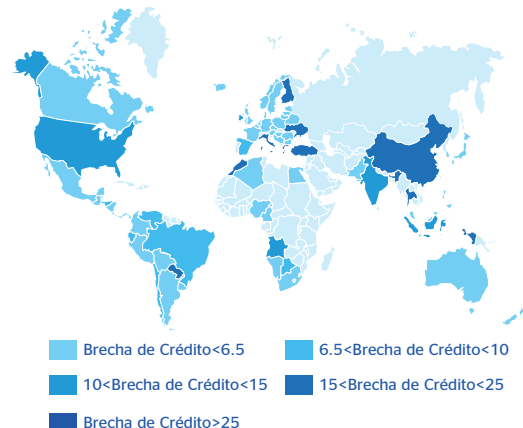 Brecha de Crédito<6.5
6.5<Brecha de Crédito<10
10<Brecha de Crédito<15
15<Brecha de Crédito<25
Brecha de Crédito>25